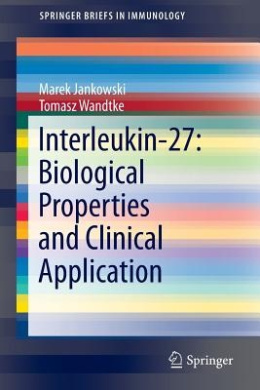 SPRINGER BRIEFS IN IMMUNOLOGY
Marek Jankowski
Tomasz Wandtke
Interleukin-27:
Biological
Properties
and Clinical
Application
Springer